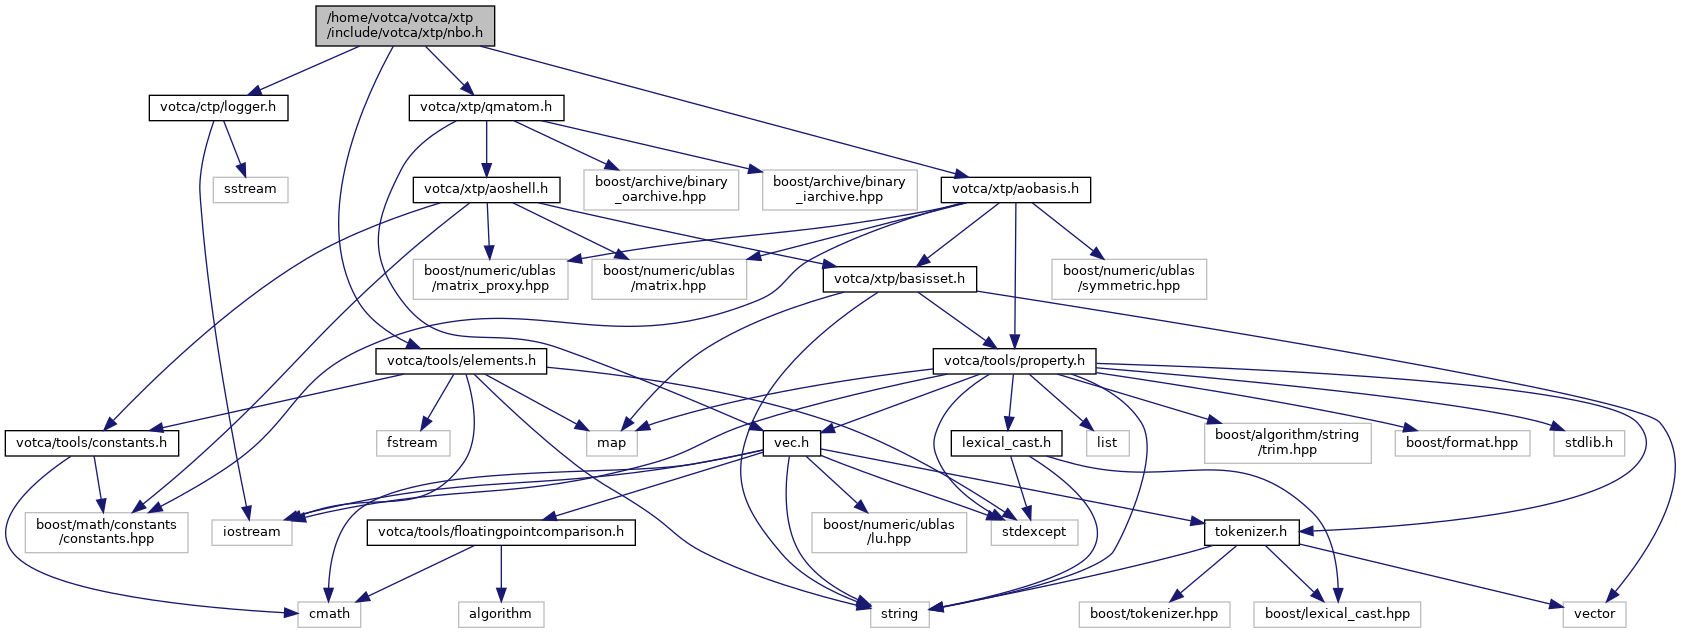 /home/votca/votca/xtp
/include/votca/xtp/nbo.h
votca/ctp/logger.h
votca/xtp/qmatom.h
sstream
votca/xtp/aoshell.h
boost/archive/binary
_oarchive.hpp
boost/archive/binary
_iarchive.hpp
votca/xtp/aobasis.h
boost/numeric/ublas
/matrix_proxy.hpp
boost/numeric/ublas
/matrix.hpp
votca/xtp/basisset.h
boost/numeric/ublas
/symmetric.hpp
votca/tools/elements.h
votca/tools/property.h
votca/tools/constants.h
fstream
map
vec.h
lexical_cast.h
list
boost/algorithm/string
/trim.hpp
boost/format.hpp
stdlib.h
boost/math/constants
/constants.hpp
iostream
votca/tools/floatingpointcomparison.h
boost/numeric/ublas
/lu.hpp
stdexcept
tokenizer.h
cmath
algorithm
string
boost/tokenizer.hpp
boost/lexical_cast.hpp
vector